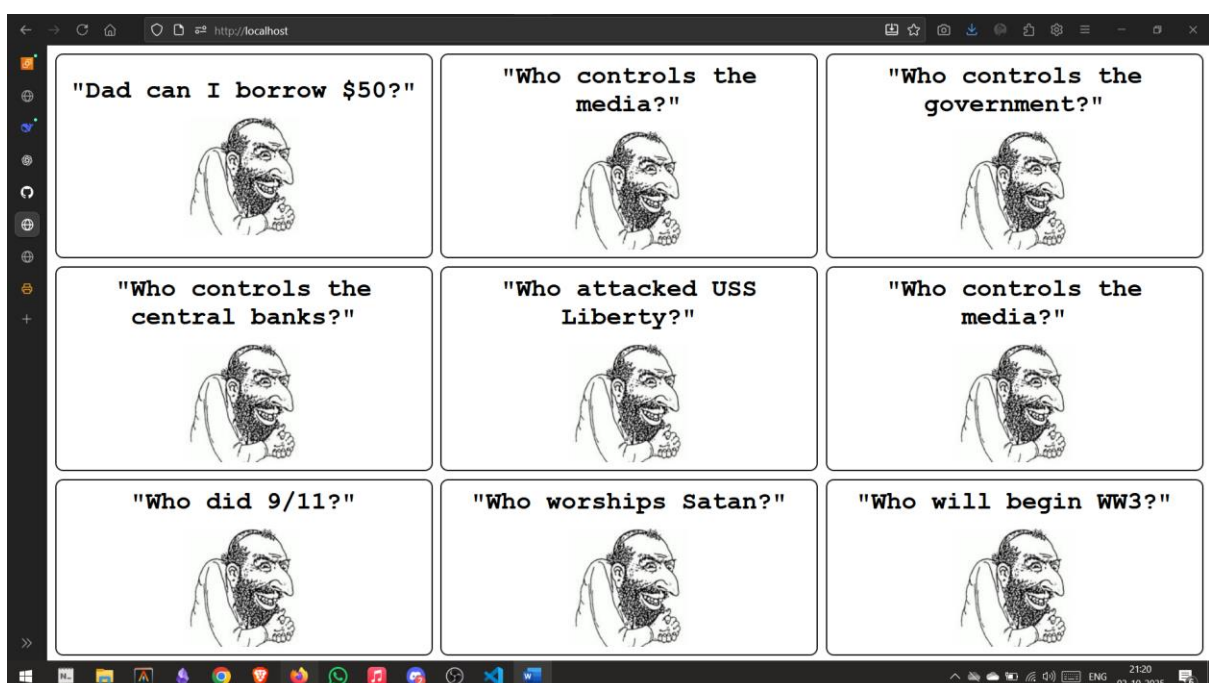 http://localhost
"Dad can I borrow $50?"
"Who controls the
media?"
"Who controls the
government?"
"Who controls the
central banks?"
"Who attacked USS
Liberty?"
"Who controls the
media?"
"Who did 9/11?"
"Who worships Satan?"
"Who will begin WW3?"
ENG
21:20